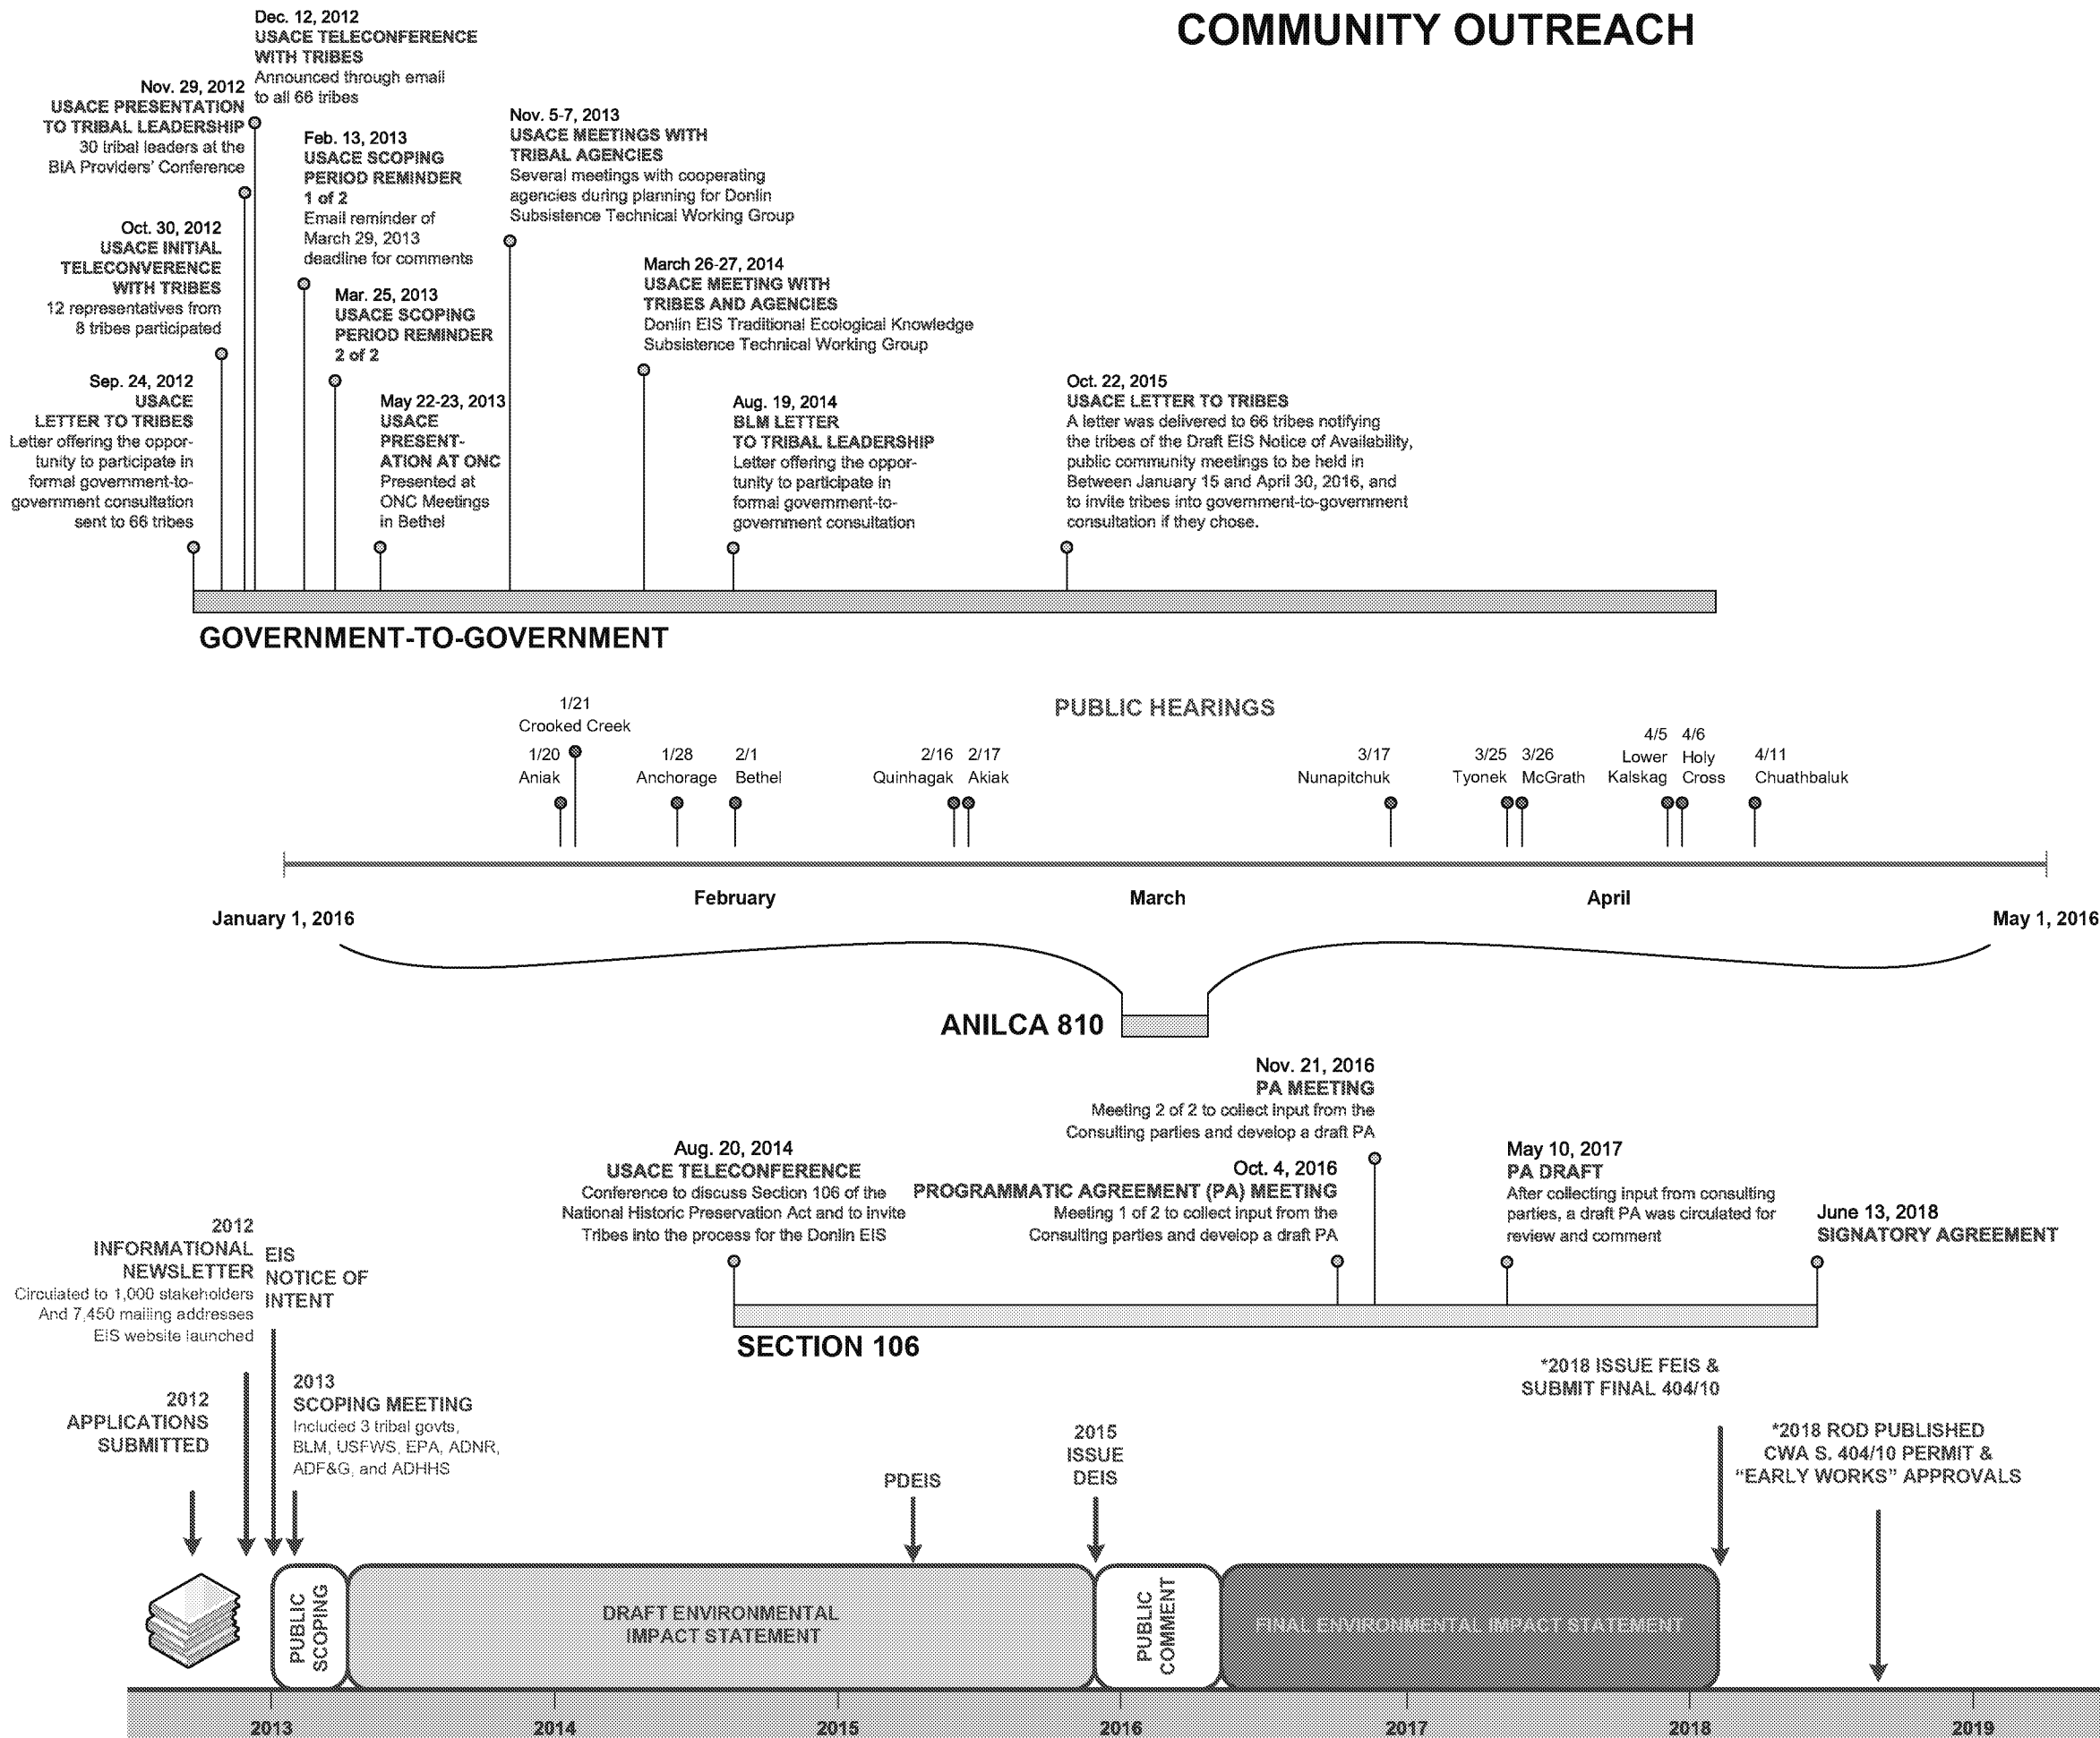 COMMUNITY OUTREACH
Dec. 12, 2012
USACE TELECONFERENCE
WITH TRIBES
Announced through email
to all 66 tribes
Nov. 29, 2012
USACE PRESENTATION
TO TRIBAL LEADERSHIP
30 tribal leaders at the
BIA Providers' Conference
Feb. 13, 2013
USACE SCOPING
PERIOD REMINDER
1 of 2
Email reminder of
March 29, 2013
deadline for comments
Nov. 5-7, 2013
USACE MEETINGS WITH
TRIBAL AGENCIES
Several meetings with cooperating
agencies during planning for Donlin
Subsistence Technical Working Group
Oct. 30, 2012
USACE INITIAL
TELECONVERENCE
WITH TRIBES
12 representatives from
8 tribes participated
Mar. 25, 2013
USACE SCOPING
PERIOD REMINDER
2 of 2
March 26-27, 2014
USACE MEETING WITH
TRIBES AND AGENCIES
Donlin EIS Traditional Ecological Knowledge
Subsistence Technical Working Group
Sep. 24, 2012
USACE
LETTER TO TRIBES
Letter offering the oppor-
tunity to participate in
formal government-to-
government consultation
sent to 66 tribes
May 22-23, 2013
USACE
PRESENT-
ATION AT ONC
Presented at
ONC Meetings
in Bethel
Aug. 19, 2014
BLM LETTER
TO TRIBAL LEADERSHIP
Letter offering the oppor-
tunity to participate in
formal government-to-
government consultation
Oct. 22, 2015
USACE LETTER TO TRIBES
A letter was delivered to 66 tribes notifying
the tribes of the Draft EIS Notice of Availability,
public community meetings to be held in
Between January 15 and April 30, 2016, and
to invite tribes into government-to-government
consultation if they chose.
GOVERNMENT-TO-GOVERNMENT
PUBLIC HEARINGS
1/20
Aniak
1/21
Crooked Creek
1/28
Anchorage
2/1
Bethel
2/16
Quinhagak
2/17
Akiak
3/17
Nunapitchuk
3/25
Tyonek
3/26
McGrath
4/5
Lower
Kalskag
4/6
Holy
Cross
4/11
Chuathbaluk
January 1, 2016
February
March
April
May 1, 2016
ANILCA 810
Nov. 21, 2016
PA MEETING
Meeting 2 of 2 to collect input from the
Consulting parties and develop a draft PA
Aug. 20, 2014
USACE TELECONFERENCE
Conference to discuss Section 106 of the
National Historic Preservation Act and to invite
Tribes into the process for the Donlin EIS
Oct. 4, 2016
PROGRAMMATIC AGREEMENT (PA) MEETING
Meeting 1 of 2 to collect input from the
Consulting parties and develop a draft PA
May 10, 2017
PA DRAFT
After collecting input from consulting
parties, a draft PA was circulated for
review and comment
June 13, 2018
SIGNATORY AGREEMENT
SECTION 106
2012
INFORMATIONAL
NEWSLETTER
Circulated to 1,000 stakeholders
And 7,450 mailing addresses
EIS website launched
EIS
NOTICE OF
INTENT
2012
APPLICATIONS
SUBMITTED
2013
SCOPING MEETING
Included 3 tribal govts,
BLM, USFWS, EPA, ADNR,
ADF&G, and ADHHS
PDEIS
2015
ISSUE
DEIS
*2018 ISSUE FEIS &
SUBMIT FINAL 404/10
*2018 ROD PUBLISHED
CWA S. 404/10 PERMIT &
"EARLY WORKS" APPROVALS
PUBLIC
SCOPING
DRAFT ENVIRONMENTAL
IMPACT STATEMENT
PUBLIC
COMMENT
FINAL ENVIRONMENTAL IMPACT STATEMENT
2013
2014
2015
2016
2017
2018
2019